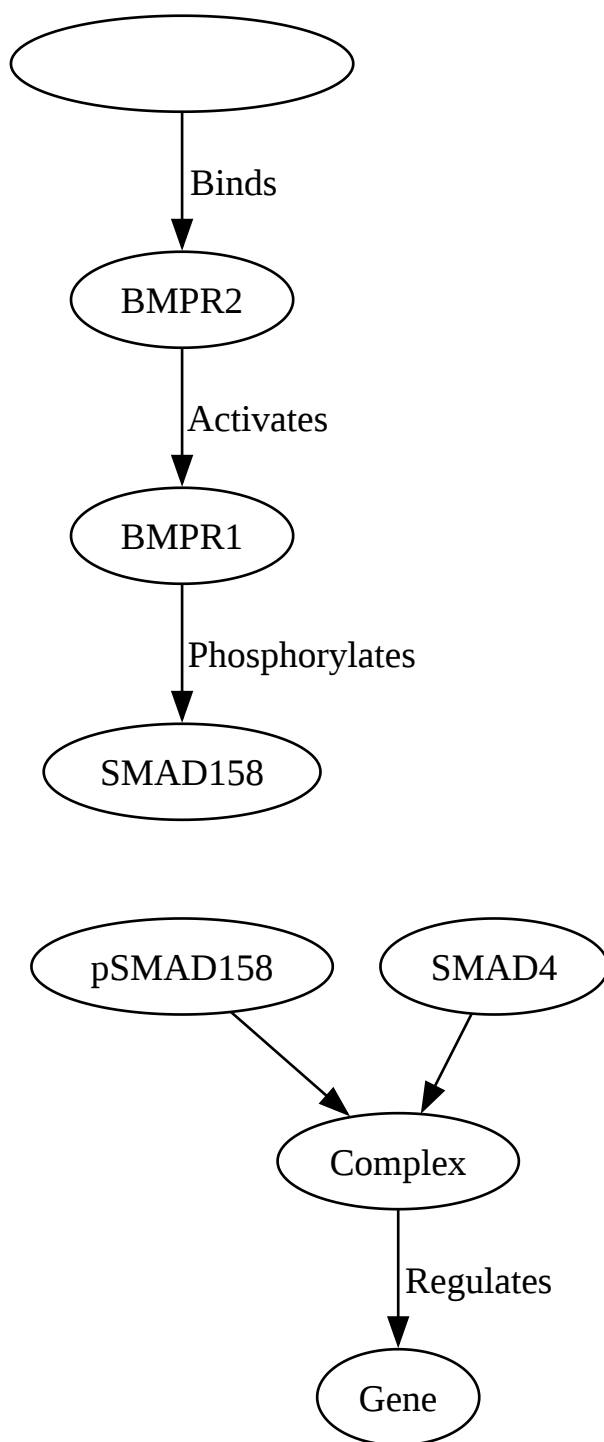 Binds
BMPR2
Activates
BMPR1
Phosphorylates
SMAD158
pSMAD158 SMAD4
Complex
Regulates
Gene